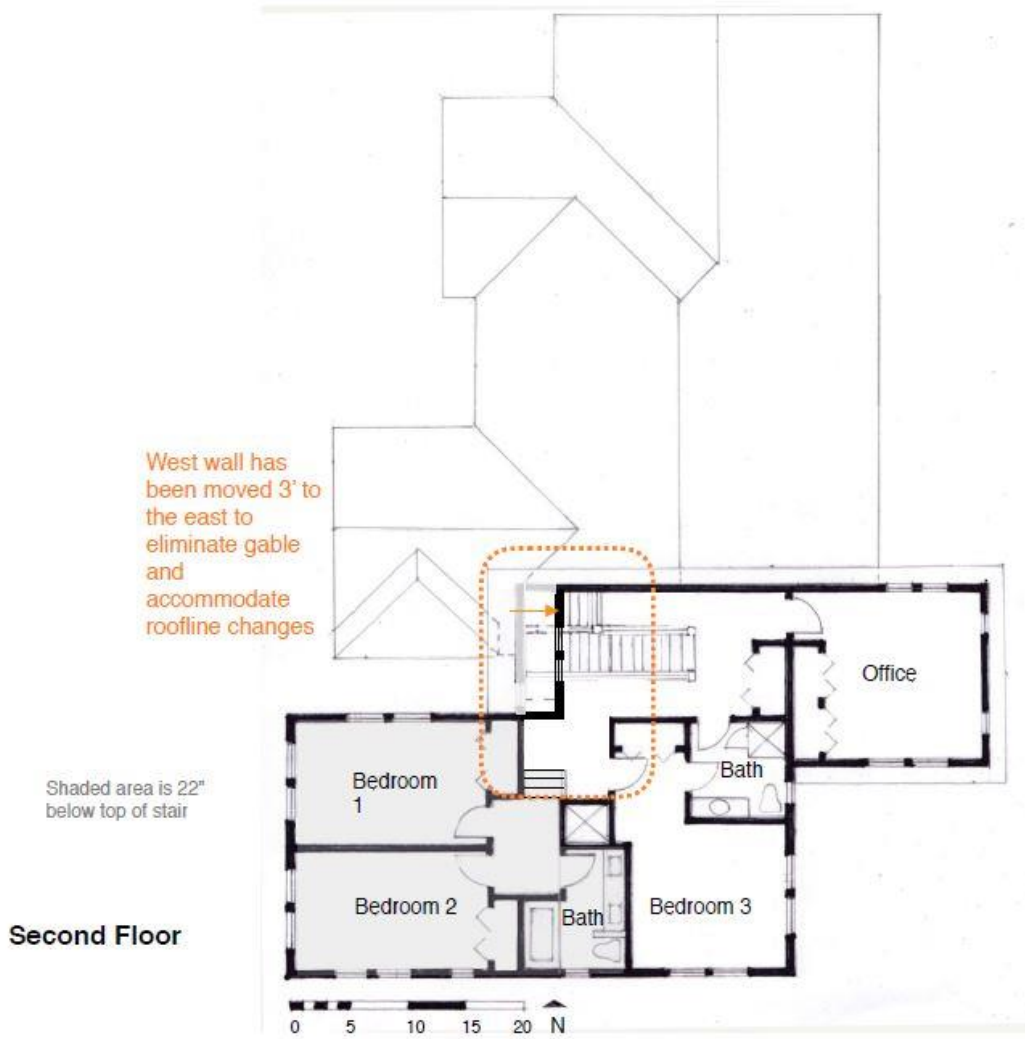 West wall has
been moved 3' to
the east to
eliminate gable
and
accommodate
roofline changes
Office
Bath
Bedroom
1
Shaded area is 22"
below top of stair
Bedroom 2
Bath
Bedroom 3
Second Floor
0 5 10 15 20 N